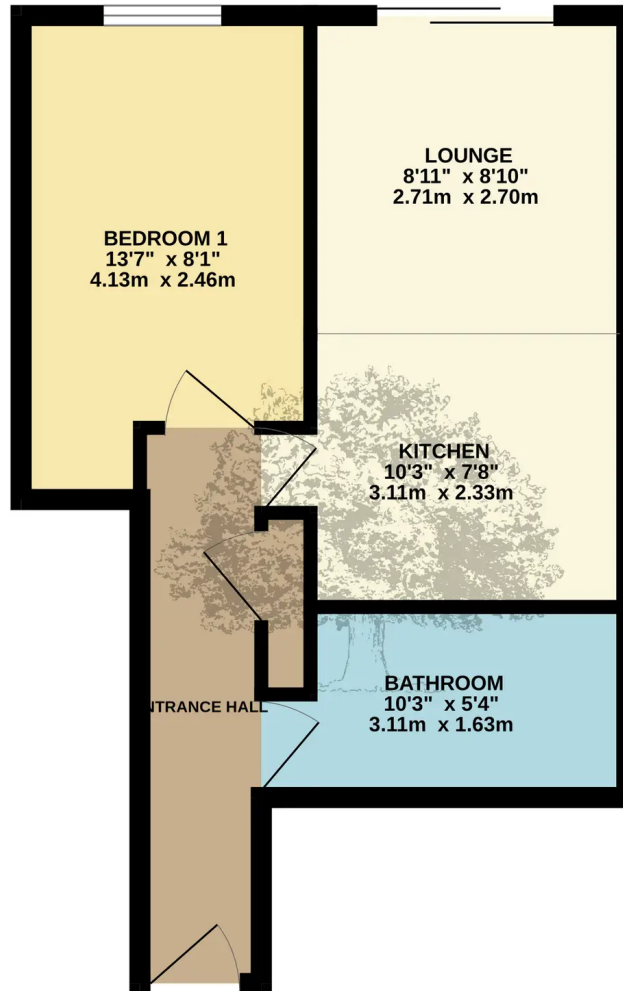 LOUNGE
8'11" x 8'10"
2.71m x 2.70m
BEDROOM 1
13'7" x 8'1"
4.13m x 2.46m
KITCHEN
10'3" x 7'8"
3.11m x 2.33m
BATHROOM
10'3" x 5'4"
3.11m x 1.63m
NTRANCE HALL